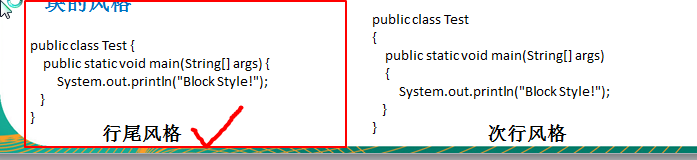 块的风格
public class Test {
public static void main(String[] args) {
System.out.println("Block Style!");
}
}
行尾风格
public class Test
{
public static void main(String[] args)
{
System.out.println("Block Style!");
}
}
次行风格